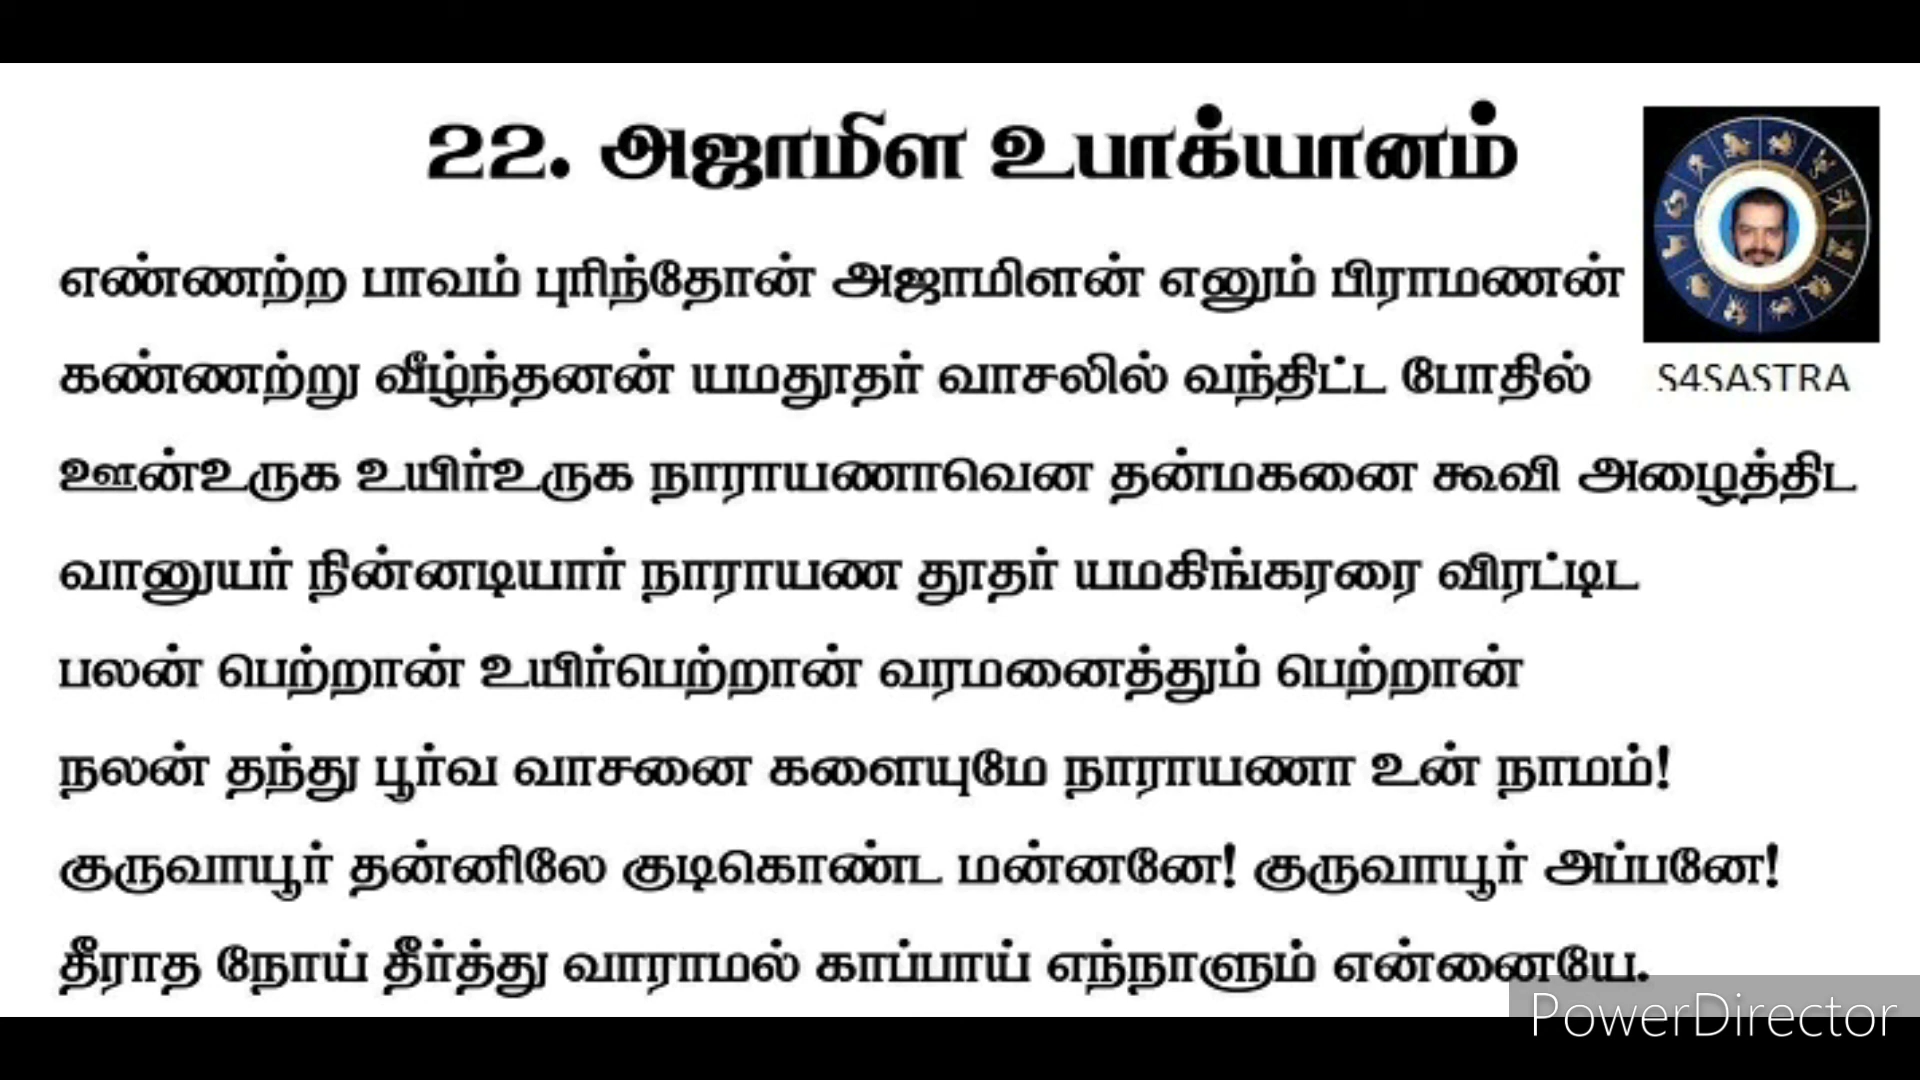 22. அஜாமிள உபாக்யானம்
எண்ணற்ற பாவம் புரிந்தோன் அஜாமிளன் எனும் பிராமணன்
கண்ணற்று வீழ்ந்தனன் யமதூதர் வாசலில் வந்திட்ட போதில்
S4SASTRA
ஊன்உருக உயிர்உருக நாராயணாவென தன்மகனை கூவி அழைத்திட
வானுயர் நின்னடியார் நாராயண தூதர் யமகிங்கரரை விரட்டிட
பலன் பெற்றான் உயிர்பெற்றான் வரமனைத்தும் பெற்றான்
நலன் தந்து பூர்வ வாசனை களையுமே நாராயணா உன் நாமம்!
குருவாயூர் தன்னிலே குடிகொண்ட மன்னனே! குருவாயூர் அப்பனே!
தீராத நோய் தீர்த்து வாராமல் காப்பாய் எந்நாளும் என்னையே.
PowerDirector